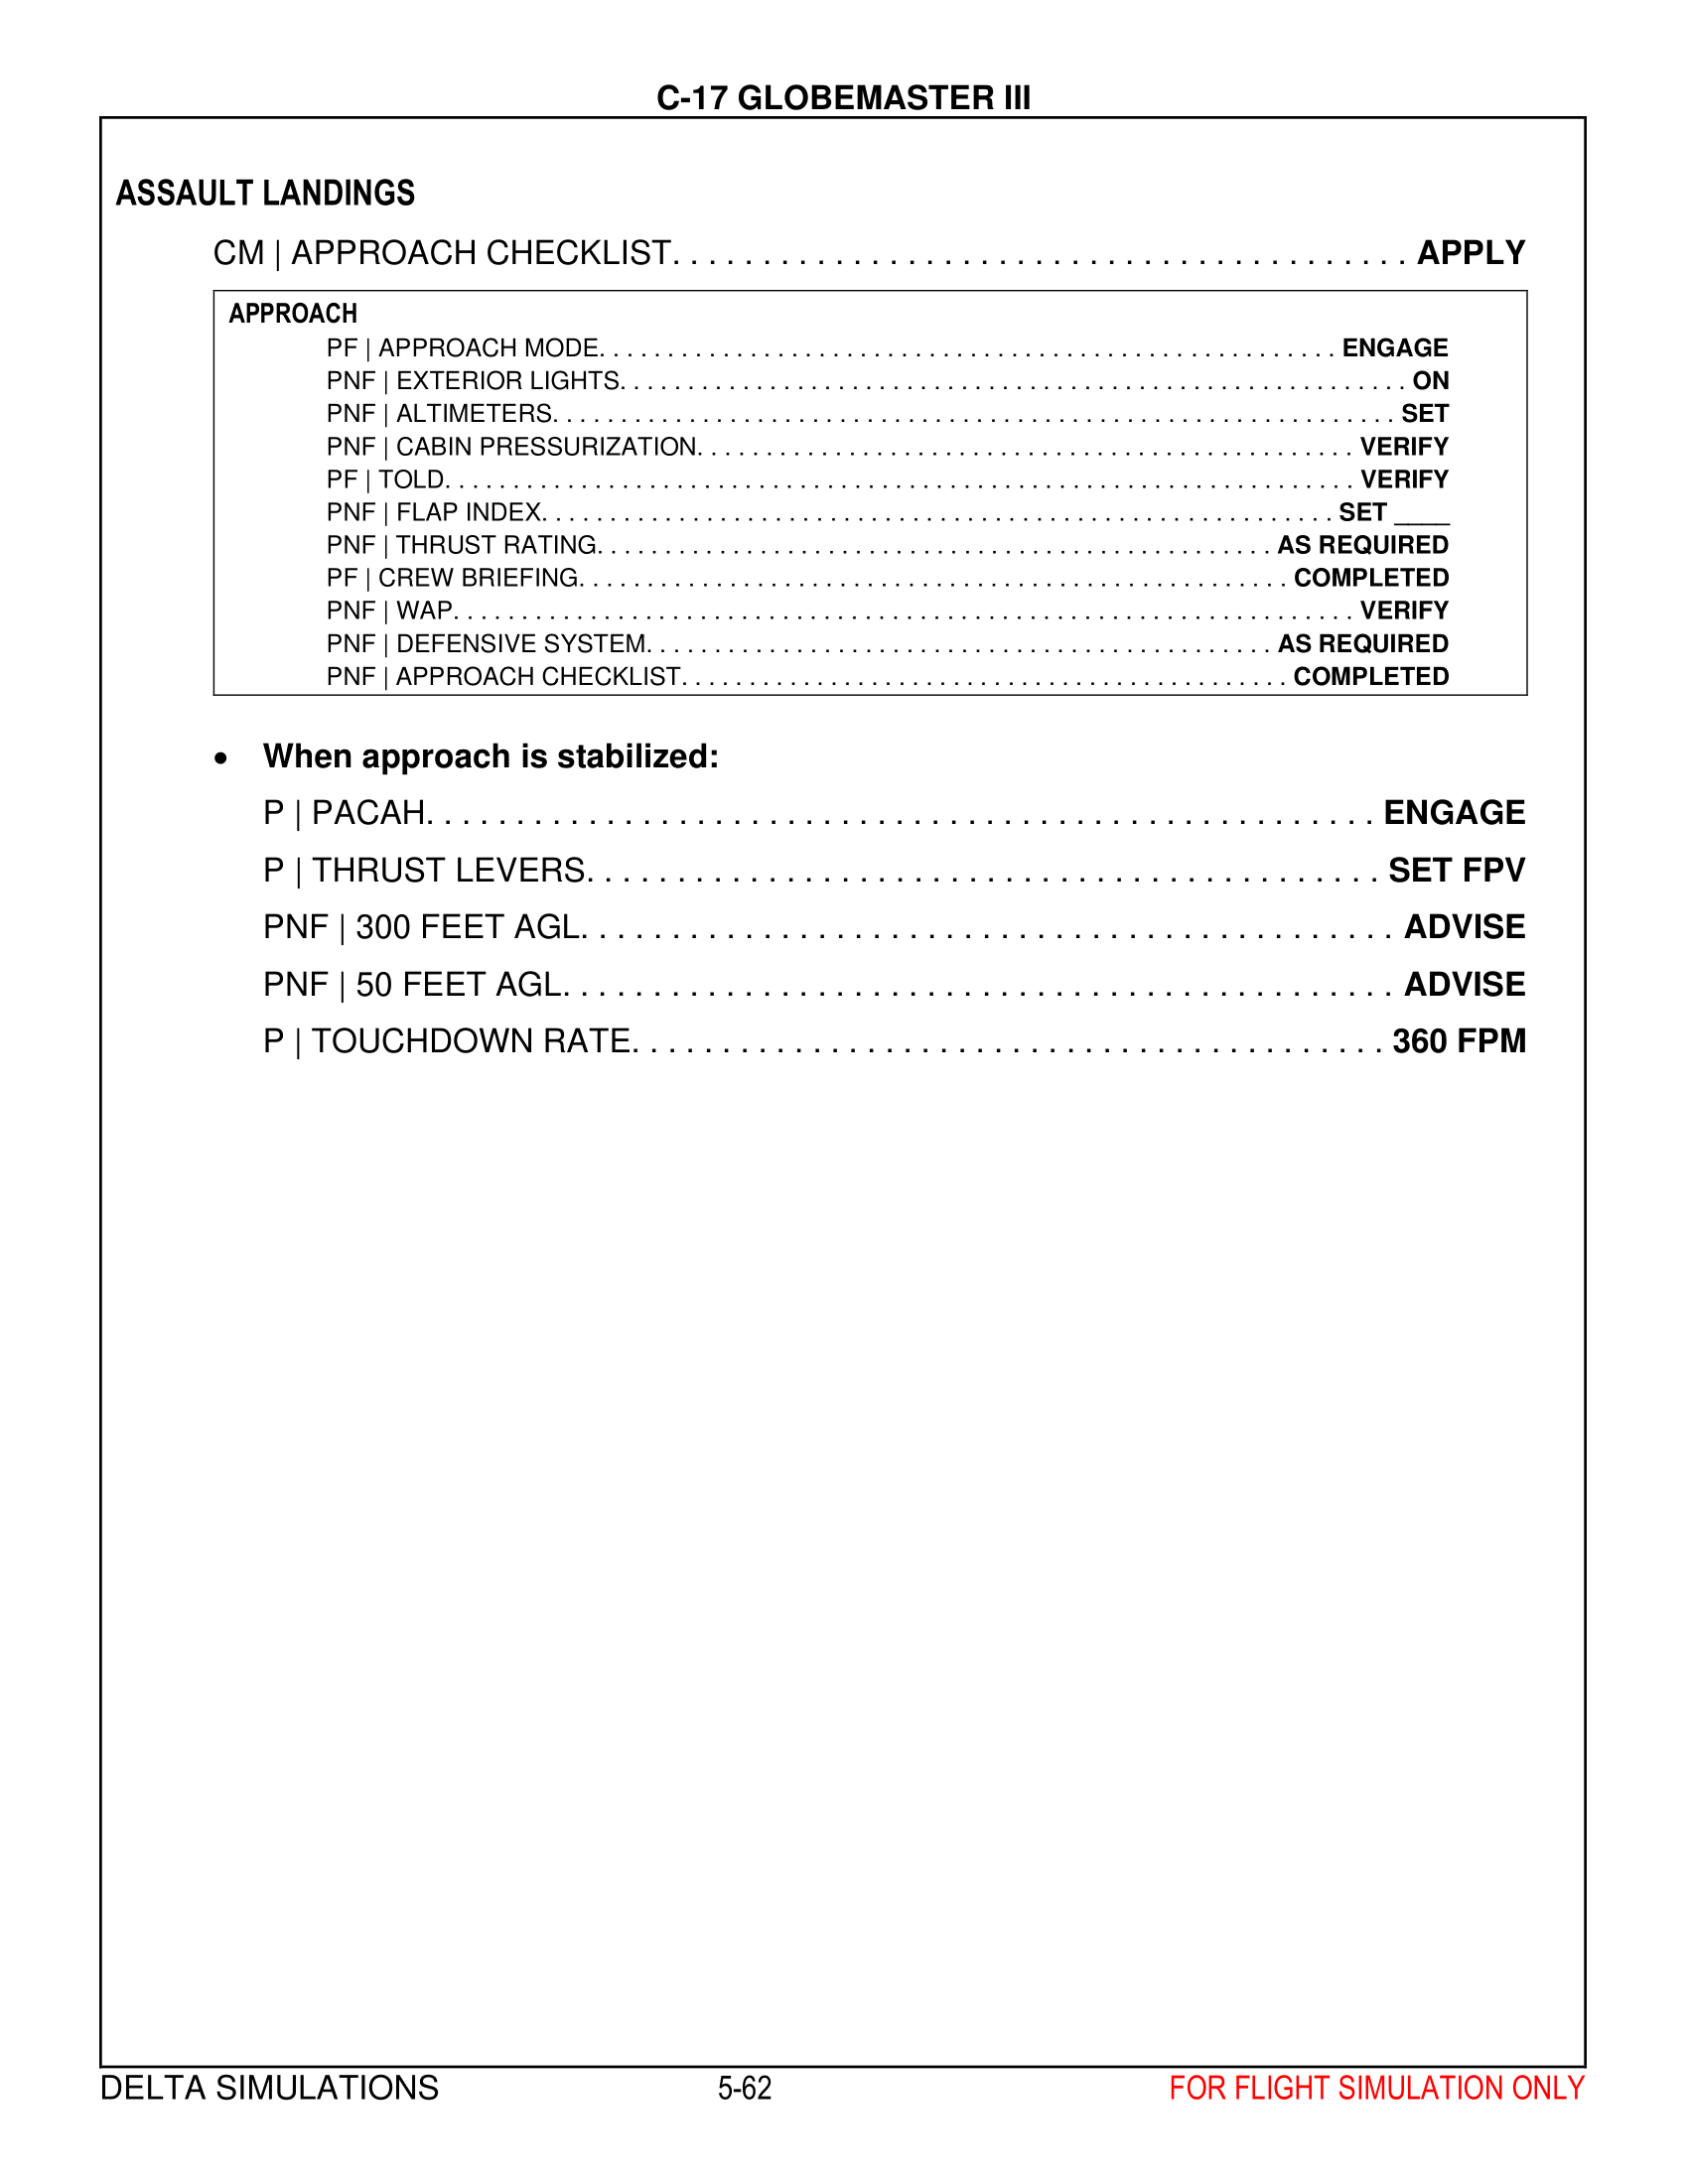 C-17 GLOBEMASTER III
ASSAULT LANDINGS
CM | APPROACH CHECKLIST. . . . . . . . . . . . . . . . . . . . . . . . . . . . . . . . . . . . . . . . . APPLY
APPROACH
PF | APPROACH MODE. . . . . . . . . . . . . . . . . . . . . . . . . . . . . . . . . . . . . . . . . . . . . . . . . . . . . . ENGAGE
PNF | EXTERIOR LIGHTS. . . . . . . . . . . . . . . . . . . . . . . . . . . . . . . . . . . . . . . . . . . . . . . . . . . . . . . . . . ON
PNF | ALTIMETERS. . . . . . . . . . . . . . . . . . . . . . . . . . . . . . . . . . . . . . . . . . . . . . . . . . . . . . . . . . . . . . SET
PNF | CABIN PRESSURIZATION. . . . . . . . . . . . . . . . . . . . . . . . . . . . . . . . . . . . . . . . . . . . . . . . VERIFY
PF | TOLD. . . . . . . . . . . . . . . . . . . . . . . . . . . . . . . . . . . . . . . . . . . . . . . . . . . . . . . . . . . . . . . . . . . VERIFY
PNF | FLAP INDEX. . . . . . . . . . . . . . . . . . . . . . . . . . . . . . . . . . . . . . . . . . . . . . . . . . . . . . . . . . SET ____
PNF | THRUST RATING. . . . . . . . . . . . . . . . . . . . . . . . . . . . . . . . . . . . . . . . . . . . . . . . . AS REQUIRED
PF | CREW BRIEFING. . . . . . . . . . . . . . . . . . . . . . . . . . . . . . . . . . . . . . . . . . . . . . . . . . . . COMPLETED
PNF | WAP. . . . . . . . . . . . . . . . . . . . . . . . . . . . . . . . . . . . . . . . . . . . . . . . . . . . . . . . . . . . . . . . . . VERIFY
PNF | DEFENSIVE SYSTEM. . . . . . . . . . . . . . . . . . . . . . . . . . . . . . . . . . . . . . . . . . . . . . AS REQUIRED
PNF | APPROACH CHECKLIST. . . . . . . . . . . . . . . . . . . . . . . . . . . . . . . . . . . . . . . . . . . . COMPLETED
• When approach is stabilized:
P | PACAH. . . . . . . . . . . . . . . . . . . . . . . . . . . . . . . . . . . . . . . . . . . . . . . . . . . . . ENGAGE
P | THRUST LEVERS. . . . . . . . . . . . . . . . . . . . . . . . . . . . . . . . . . . . . . . . . . . . SET FPV
PNF | 300 FEET AGL. . . . . . . . . . . . . . . . . . . . . . . . . . . . . . . . . . . . . . . . . . . . . ADVISE
PNF | 50 FEET AGL. . . . . . . . . . . . . . . . . . . . . . . . . . . . . . . . . . . . . . . . . . . . . . ADVISE
P | TOUCHDOWN RATE. . . . . . . . . . . . . . . . . . . . . . . . . . . . . . . . . . . . . . . . . . 360 FPM
DELTA SIMULATIONS 5-62 FOR FLIGHT SIMULATION ONLY